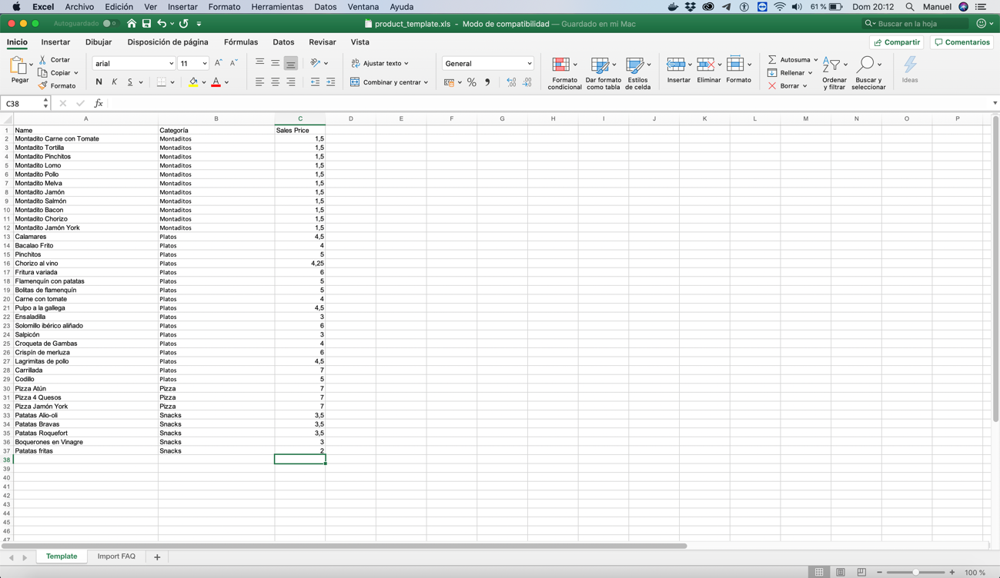 Excel Archivo Edición Ver Insertar Formato Herramientas Datos Ventana Ayuda 61 % Dom 20:12 Manuel
Autoguardado 0 product_template.xls - Modo de compatibilidad — Guardado en mi Mac Buscar en la hoja
Inicio Insertar Dibujar Disposición de página Fórmulas Datos Revisar Vista Compartir Comentarios
Pegar Cortar Copiar Formato
arial 11 N K S A
Ajustar texto
Combinar y centrar
General
Formato condicional Dar formato como tabla Estilos de celda
Insertar Eliminar Formato
Autosuma
Rellenar
Borrar
Ordenar y filtrar Buscar y seleccionar Ideas
C38 fx
A B C D E F G H I J K L M N O P
1 Name Categoría Sales Price
2 Montadito Carne con Tomate Montaditos 1,5
3 Montadito Tortilla Montaditos 1,5
4 Montadito Pinchitos Montaditos 1,5
5 Montadito Lomo Montaditos 1,5
6 Montadito Pollo Montaditos 1,5
7 Montadito Melva Montaditos 1,5
8 Montadito Jamón Montaditos 1,5
9 Montadito Salmón Montaditos 1,5
10 Montadito Bacon Montaditos 1,5
11 Montadito Chorizo Montaditos 1,5
12 Montadito Jamón York Montaditos 1,5
13 Calamares Platos 4,5
14 Bacalao Frito Platos 4
15 Pinchitos Platos 5
16 Chorizo al vino Platos 4,25
17 Fritura variada Platos 6
18 Flamenquín con patatas Platos 5
19 Bolitas de flamenquín Platos 5
20 Carne con tomate Platos 4
21 Pulpo a la gallega Platos 4,5
22 Ensaladilla Platos 3
23 Solomillo ibérico aliñado Platos 6
24 Salpicón Platos 3
25 Croqueta de Gambas Platos 4
26 Crispín de merluza Platos 6
27 Lagrimitas de pollo Platos 4,5
28 Carrillada Platos 7
29 Codillo Platos 5
30 Pizza Atún Pizza 7
31 Pizza 4 Quesos Pizza 7
32 Pizza Jamón York Pizza 7
33 Patatas Alio-oli Snacks 3,5
34 Patatas Bravas Snacks 3,5
35 Patatas Roquefort Snacks 3,5
36 Boquerones en Vinagre Snacks 3
37 Patatas fritas Snacks 2
38
39
40
41
42
43
44
45
46
47
Template Import FAQ +
100 %